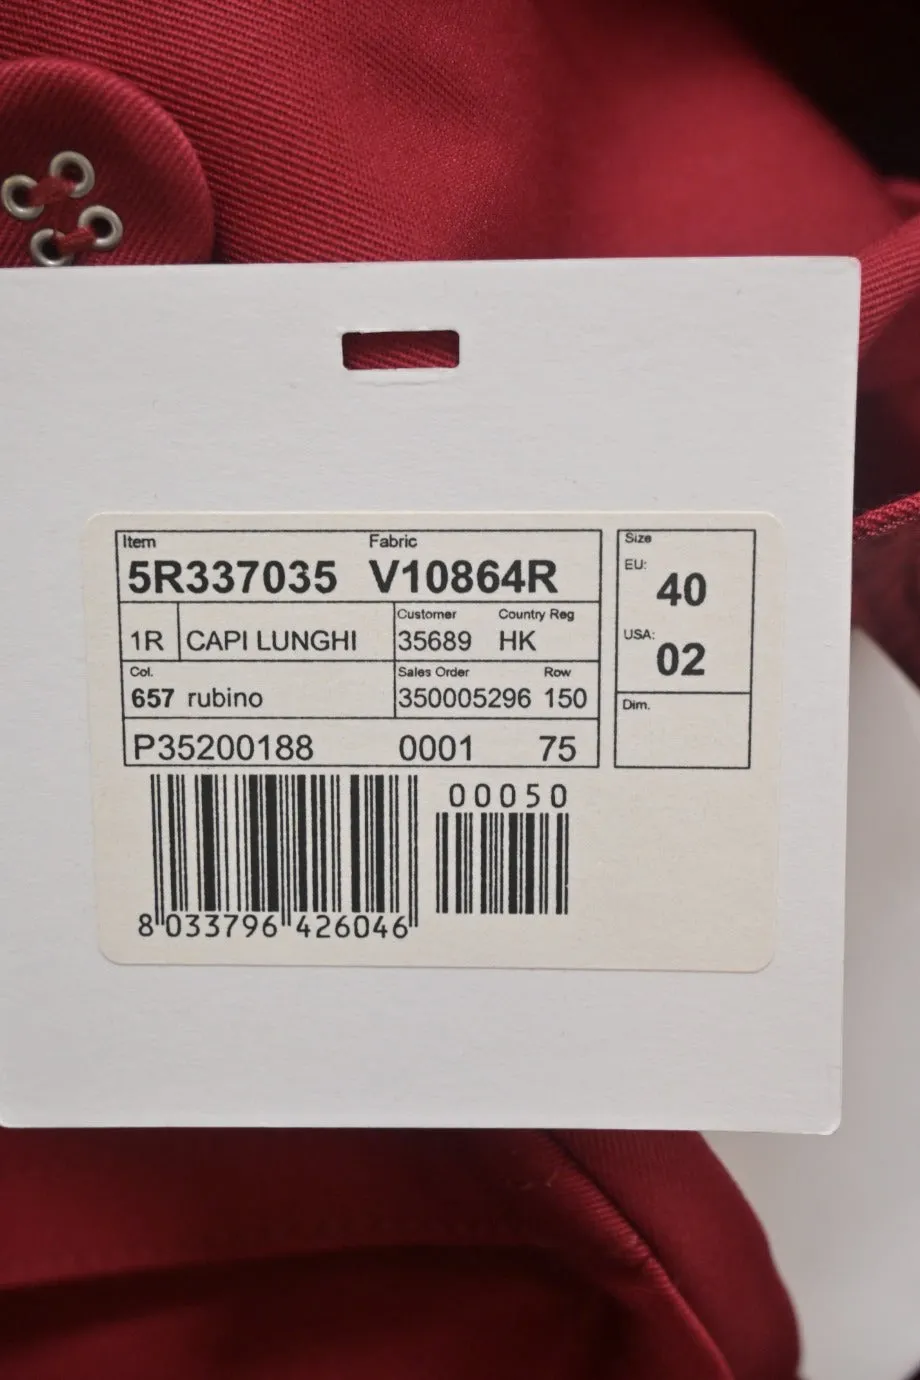 Item Fabric
5R337035 V10864R
Customer Country Reg
1R CAPI LUNGHI 35689 HK
Col. Sales Order Row
657 rubino 350005296 150
P35200188 0001 75
Size
EU:
40
USA:
02
Dim.
00050
8 033796 426046